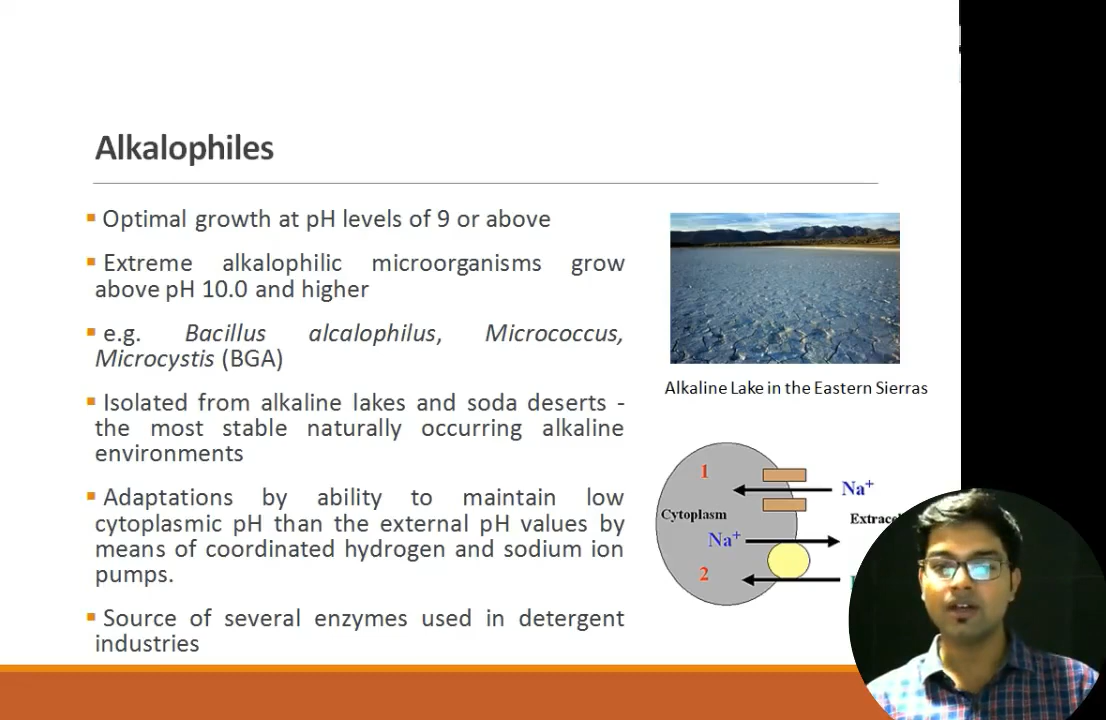 Alkalophiles
Optimal growth at pH levels of 9 or above
Extreme alkalophilic microorganisms grow
above pH 10.0 and higher
e.g. Bacillus alcalophilus, Micrococcus,
Microcystis (BGA)
Isolated from alkaline lakes and soda deserts -
the most stable naturally occurring alkaline
environments
Adaptations by ability to maintain low
cytoplasmic pH than the external pH values by
means of coordinated hydrogen and sodium ion
pumps.
Source of several enzymes used in detergent
industries
Alkaline Lake in the Eastern Sierras
1
Na⁺
Cytoplasm
Na⁺
2